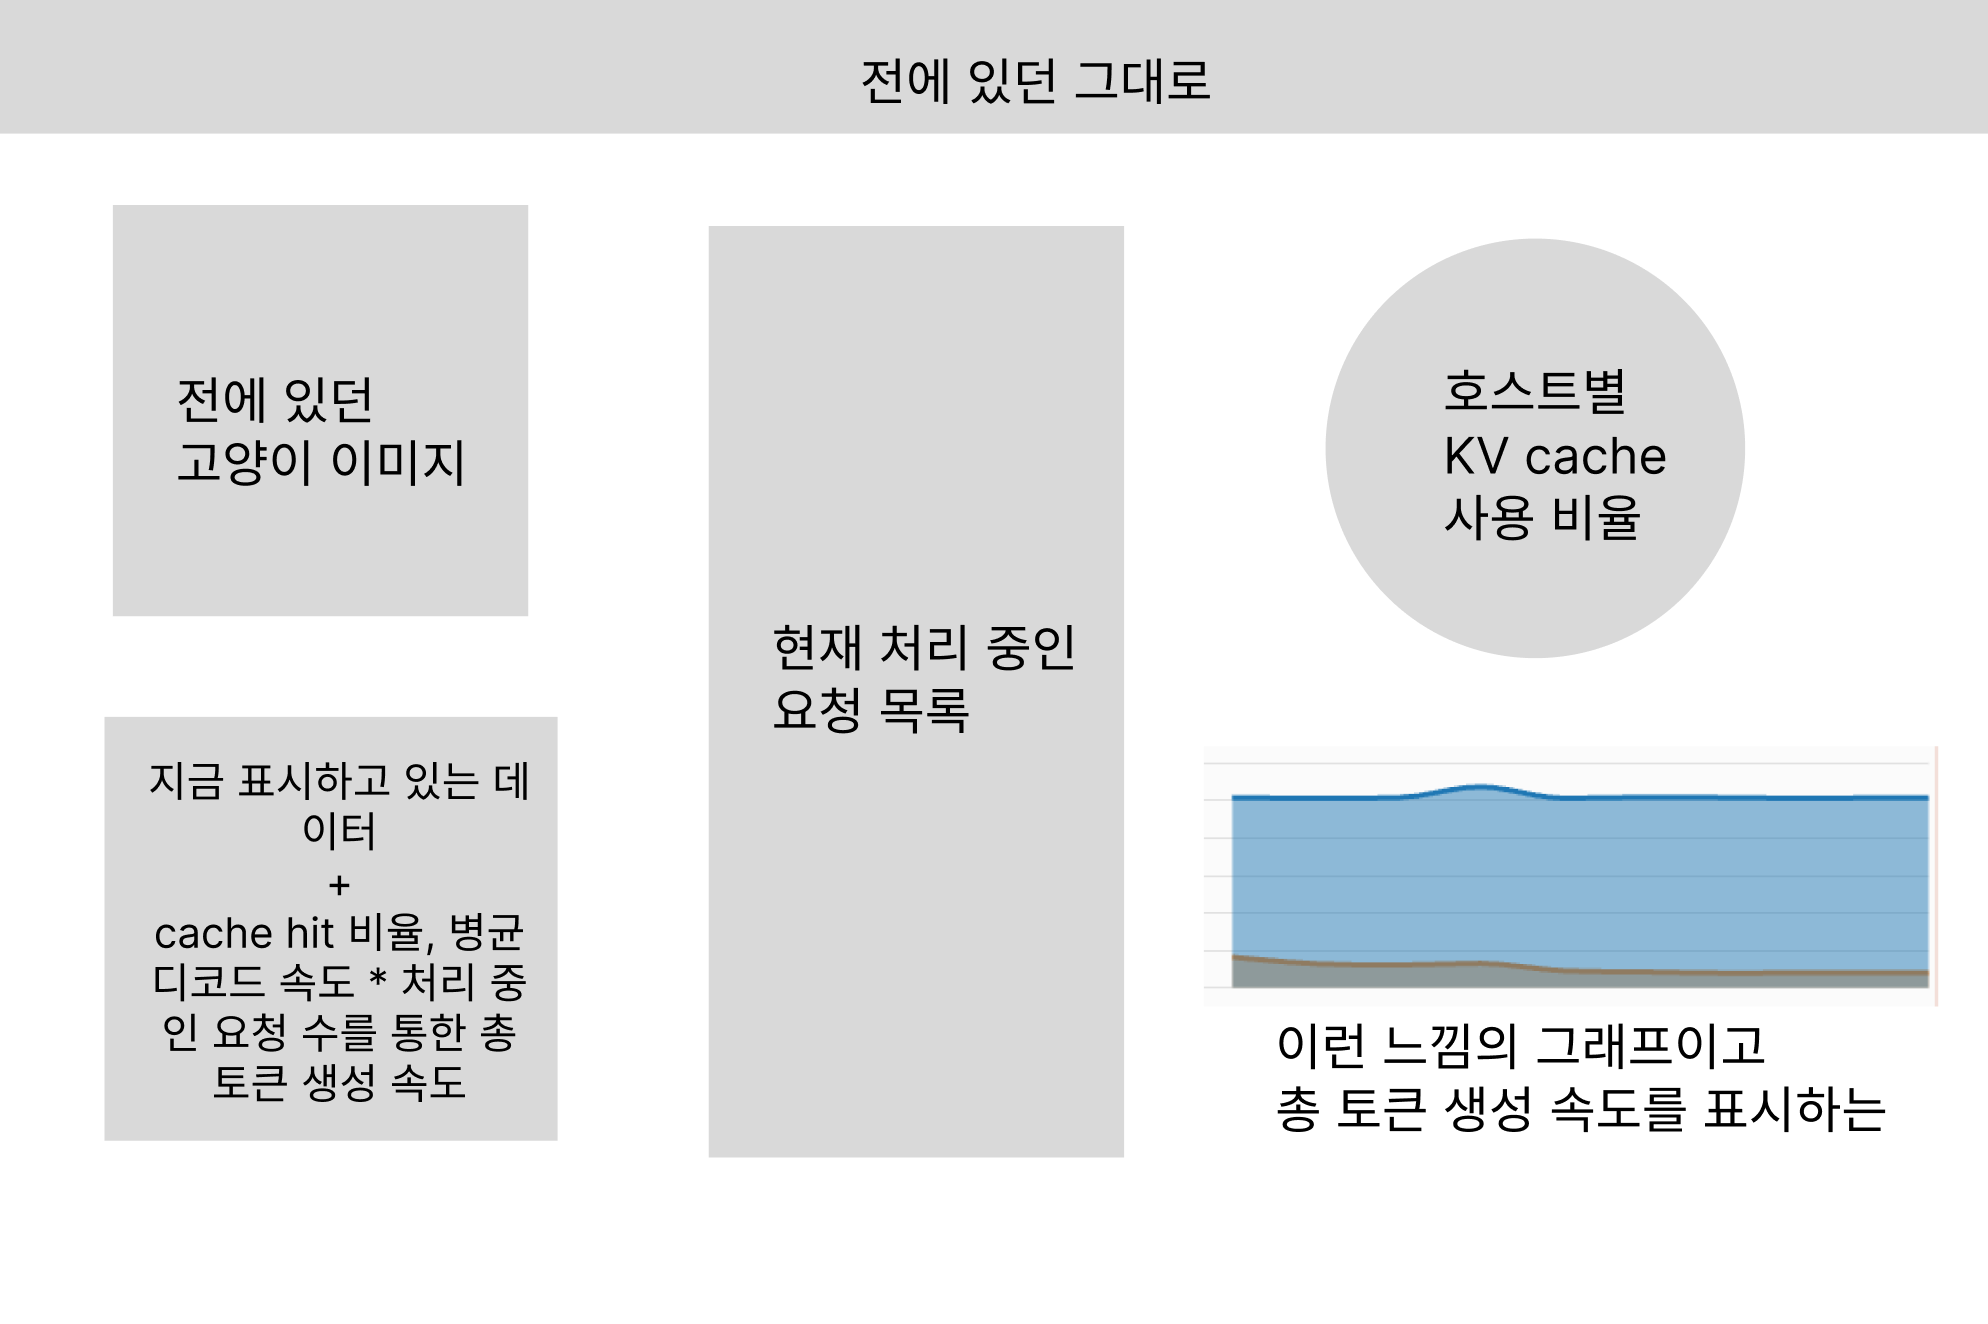 전에 있던 그대로
전에 있던
고양이 이미지
현재 처리 중인
요청 목록
호스트별
KV cache
사용 비율
지금 표시하고 있는 데
이터
+
cache hit 비율, 병균
디코드 속도 * 처리 중
인 요청 수를 통한 총
토큰 생성 속도
이런 느낌의 그래프이고
총 토큰 생성 속도를 표시하는